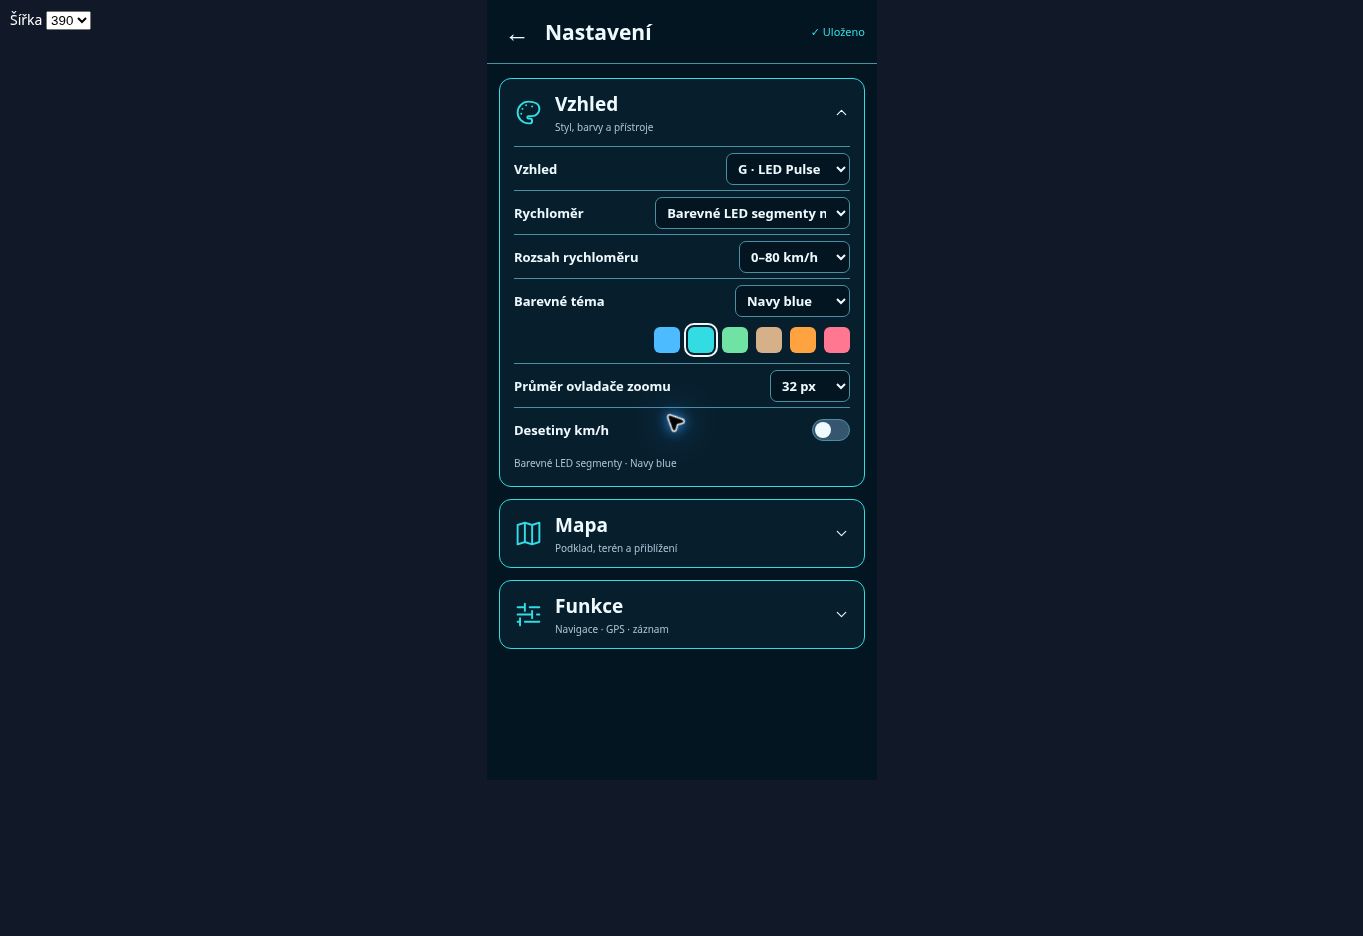 Šířka 390
← Nastavení ✓ Uloženo
Vzhled
Styl, barvy a přístroje
Vzhled G · LED Pulse
Rychloměr Barevné LED segmenty n
Rozsah rychloměru 0–80 km/h
Barevné téma Navy blue
Průměr ovladače zoomu 32 px
Desetiny km/h
Barevné LED segmenty · Navy blue
Mapa
Podklad, terén a přiblížení
Funkce
Navigace · GPS · záznam